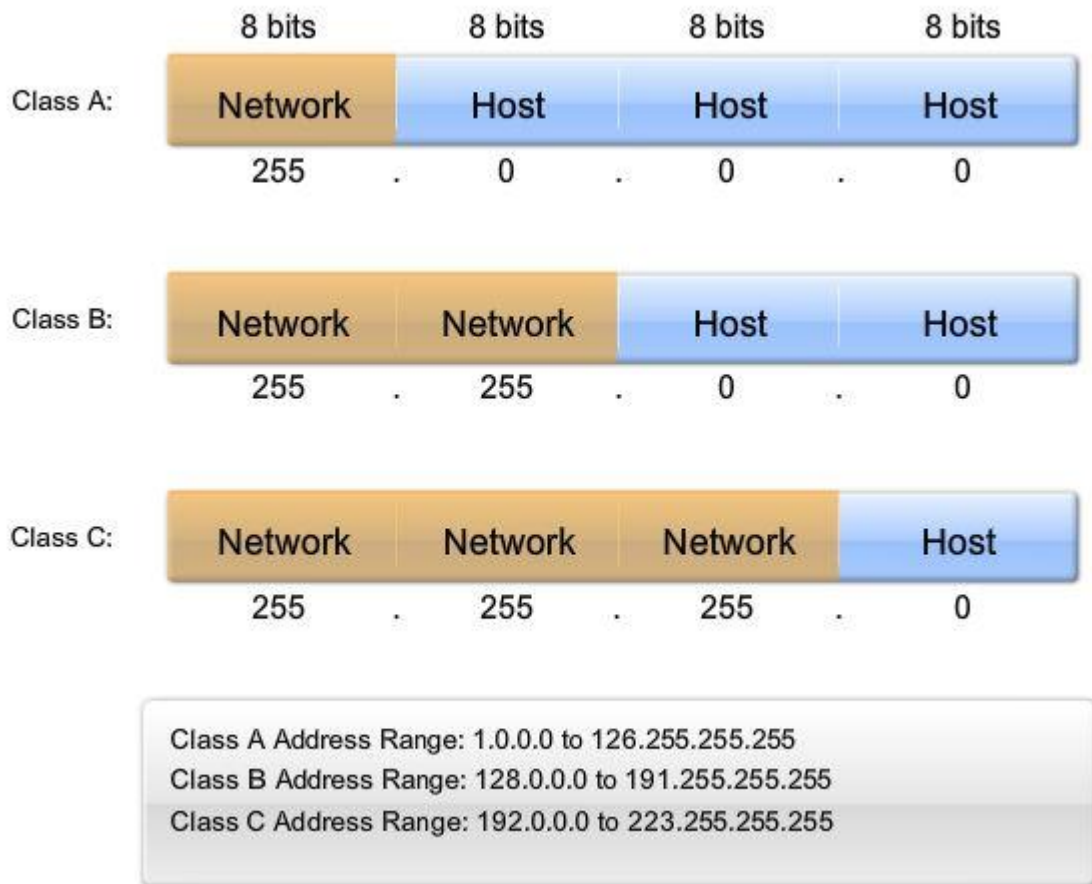 8 bits 8 bits 8 bits 8 bits
Class A: Network Host Host Host
255 . 0 . 0 . 0
Class B: Network Network Host Host
255 . 255 . 0 . 0
Class C: Network Network Network Host
255 . 255 . 255 . 0
Class A Address Range: 1.0.0.0 to 126.255.255.255
Class B Address Range: 128.0.0.0 to 191.255.255.255
Class C Address Range: 192.0.0.0 to 223.255.255.255